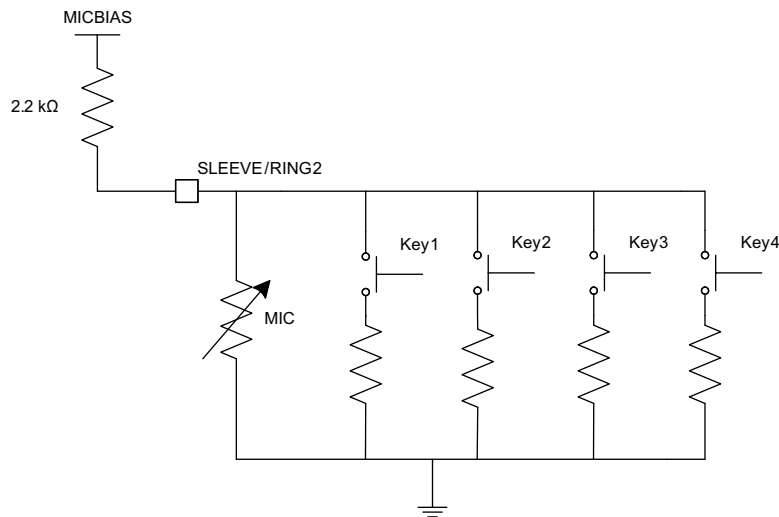 MICBIAS
2.2 kΩ
SLEEVE/RING2
Key1
Key2
Key3
Key4
MIC